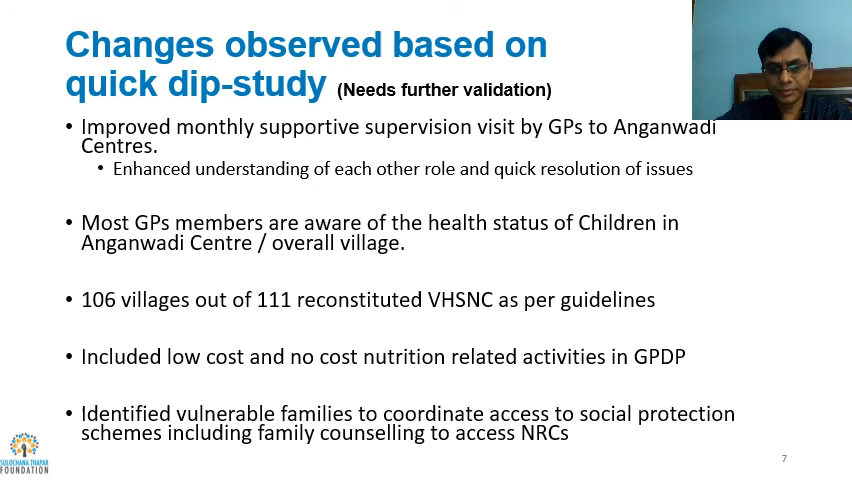 Changes observed based on
quick dip-study (Needs further validation)
• Improved monthly supportive supervision visit by GPs to Anganwadi
Centres.
• Enhanced understanding of each other role and quick resolution of issues
• Most GPs members are aware of the health status of Children in
Anganwadi Centre / overall village.
• 106 villages out of 111 reconstituted VHSNC as per guidelines
• Included low cost and no cost nutrition related activities in GPDP
• Identified vulnerable families to coordinate access to social protection
schemes including family counselling to access NRCs
SULOCHANA THAPAR
FOUNDATION
7